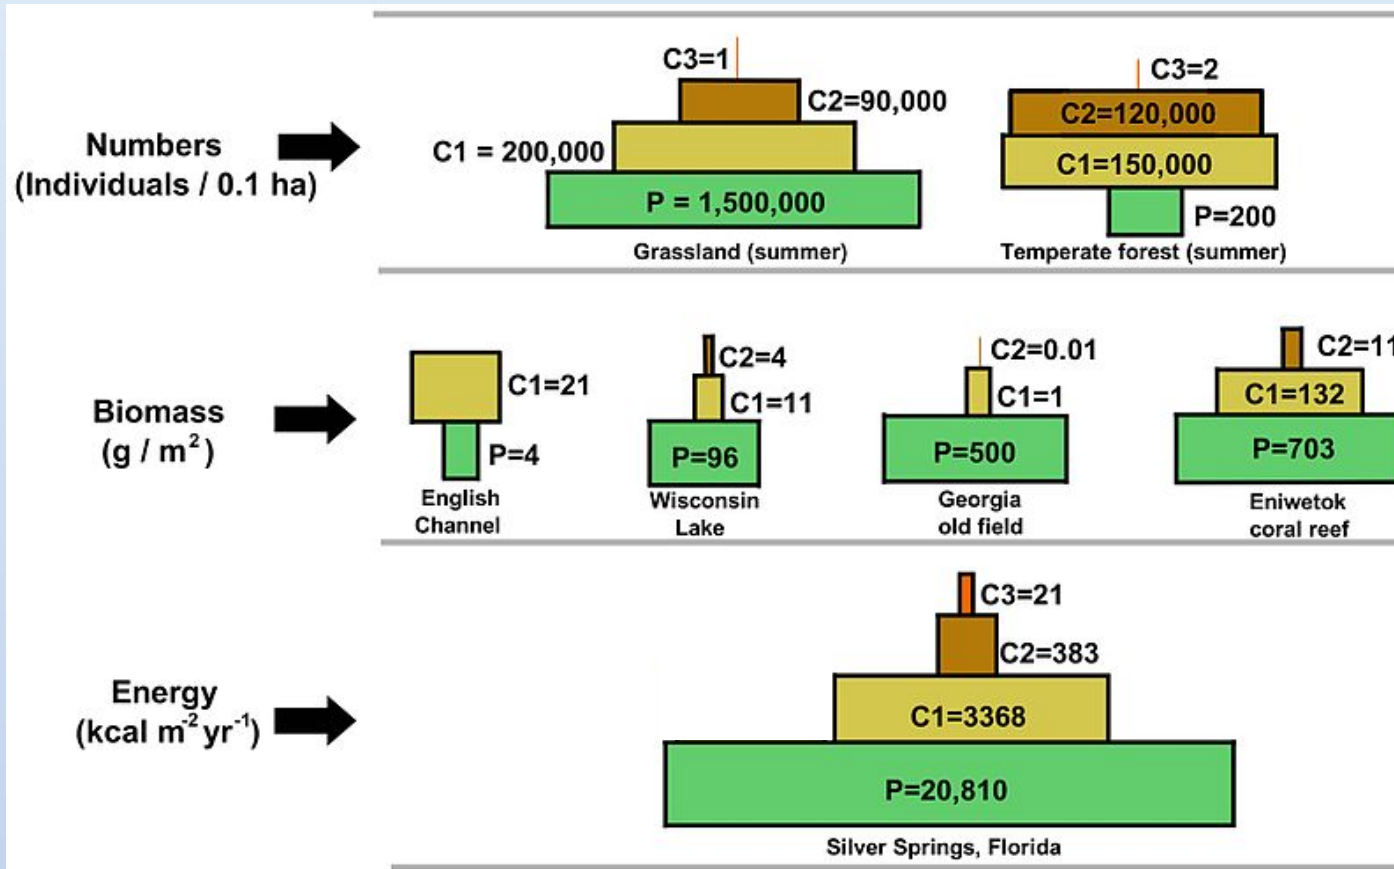 C3=1
C2=90,000
C1 = 200,000
P = 1,500,000
Grassland (summer)
C3=2
C2=120,000
C1=150,000
P=200
Temperate forest (summer)
Numbers
(Individuals / 0.1 ha)
Biomass
(g / m²)
C1=21
P=4
English
Channel
C2=4
C1=11
P=96
Wisconsin
Lake
C2=0.01
C1=1
P=500
Georgia
old field
C2=11
C1=132
P=703
Eniwetok
coral reef
Energy
(kcal m⁻² yr⁻¹)
C3=21
C2=383
C1=3368
P=20,810
Silver Springs, Florida